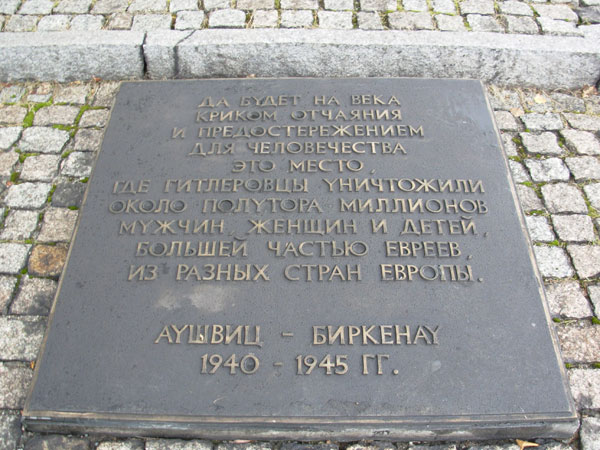 ДА БУДЕТ НА ВЕКА
КРИКОМ ОТЧАЯНИЯ
И ПРЕДОСТЕРЕЖЕНИЕМ
ДЛЯ ЧЕЛОВЕЧЕСТВА
ЭТО МЕСТО,
ГДЕ ГИТЛЕРОВЦЫ УНИЧТОЖИЛИ
ОКОЛО ПОЛУТОРА МИЛЛИОНОВ
МУЖЧИН, ЖЕНЩИН И ДЕТЕЙ,
БОЛЬШЕЙ ЧАСТЬЮ ЕВРЕЕВ,
ИЗ РАЗНЫХ СТРАН ЕВРОПЫ.
АУШВИЦ - БИРКЕНАУ
1940 - 1945 ГГ.